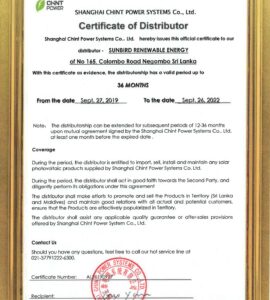 CHNT
POWER
SHANGHAI CHINT POWER SYSTEMS Co., Ltd.
Certificate of Distributor
Shanghai Chint Power Systems Co., Ltd. hereby issues this official certificate to our
distributor - SUNBIRD RENEWABLE ENERGY
of No 165, Colombo Road Negombo Sri Lanka
With this certificate as evidence, the distributorship has a valid period up to
36 MONTHS
From the date Sept. 27, 2019 To the date Sept. 26, 2022
Note: The distributorship can be extended for subsequent periods of 12-36 months
upon mutual agreement signed by the Shanghai Chint Power Systems Co., Ltd.
at least one month before the expired date
Coverage
During the period, the distributor is entitled to import, sell, install and maintain any solar
photovoltaic products supplied by Shanghai Chint Power System Co., Ltd.
During the period, the distributor shall act in good faith towards the Second Party, and
diligently perform its obligations under this agreement
The distributor shall make efforts to promote and sell the Products in Territory (Sri Lanka
and Maldives) and maintain good relations with all actual and potential customers,
ensure that the Products are effectively popularized in Territory.
The distributor shall assist any applicable quality guarantees or after-sales provisions
offered by Shanghai Chint Power System Co., Ltd.
Contact Us
Should you have any questions, feel free to call our hot service line at
021-37791222-6300.
Certificate Number:
Executed by: